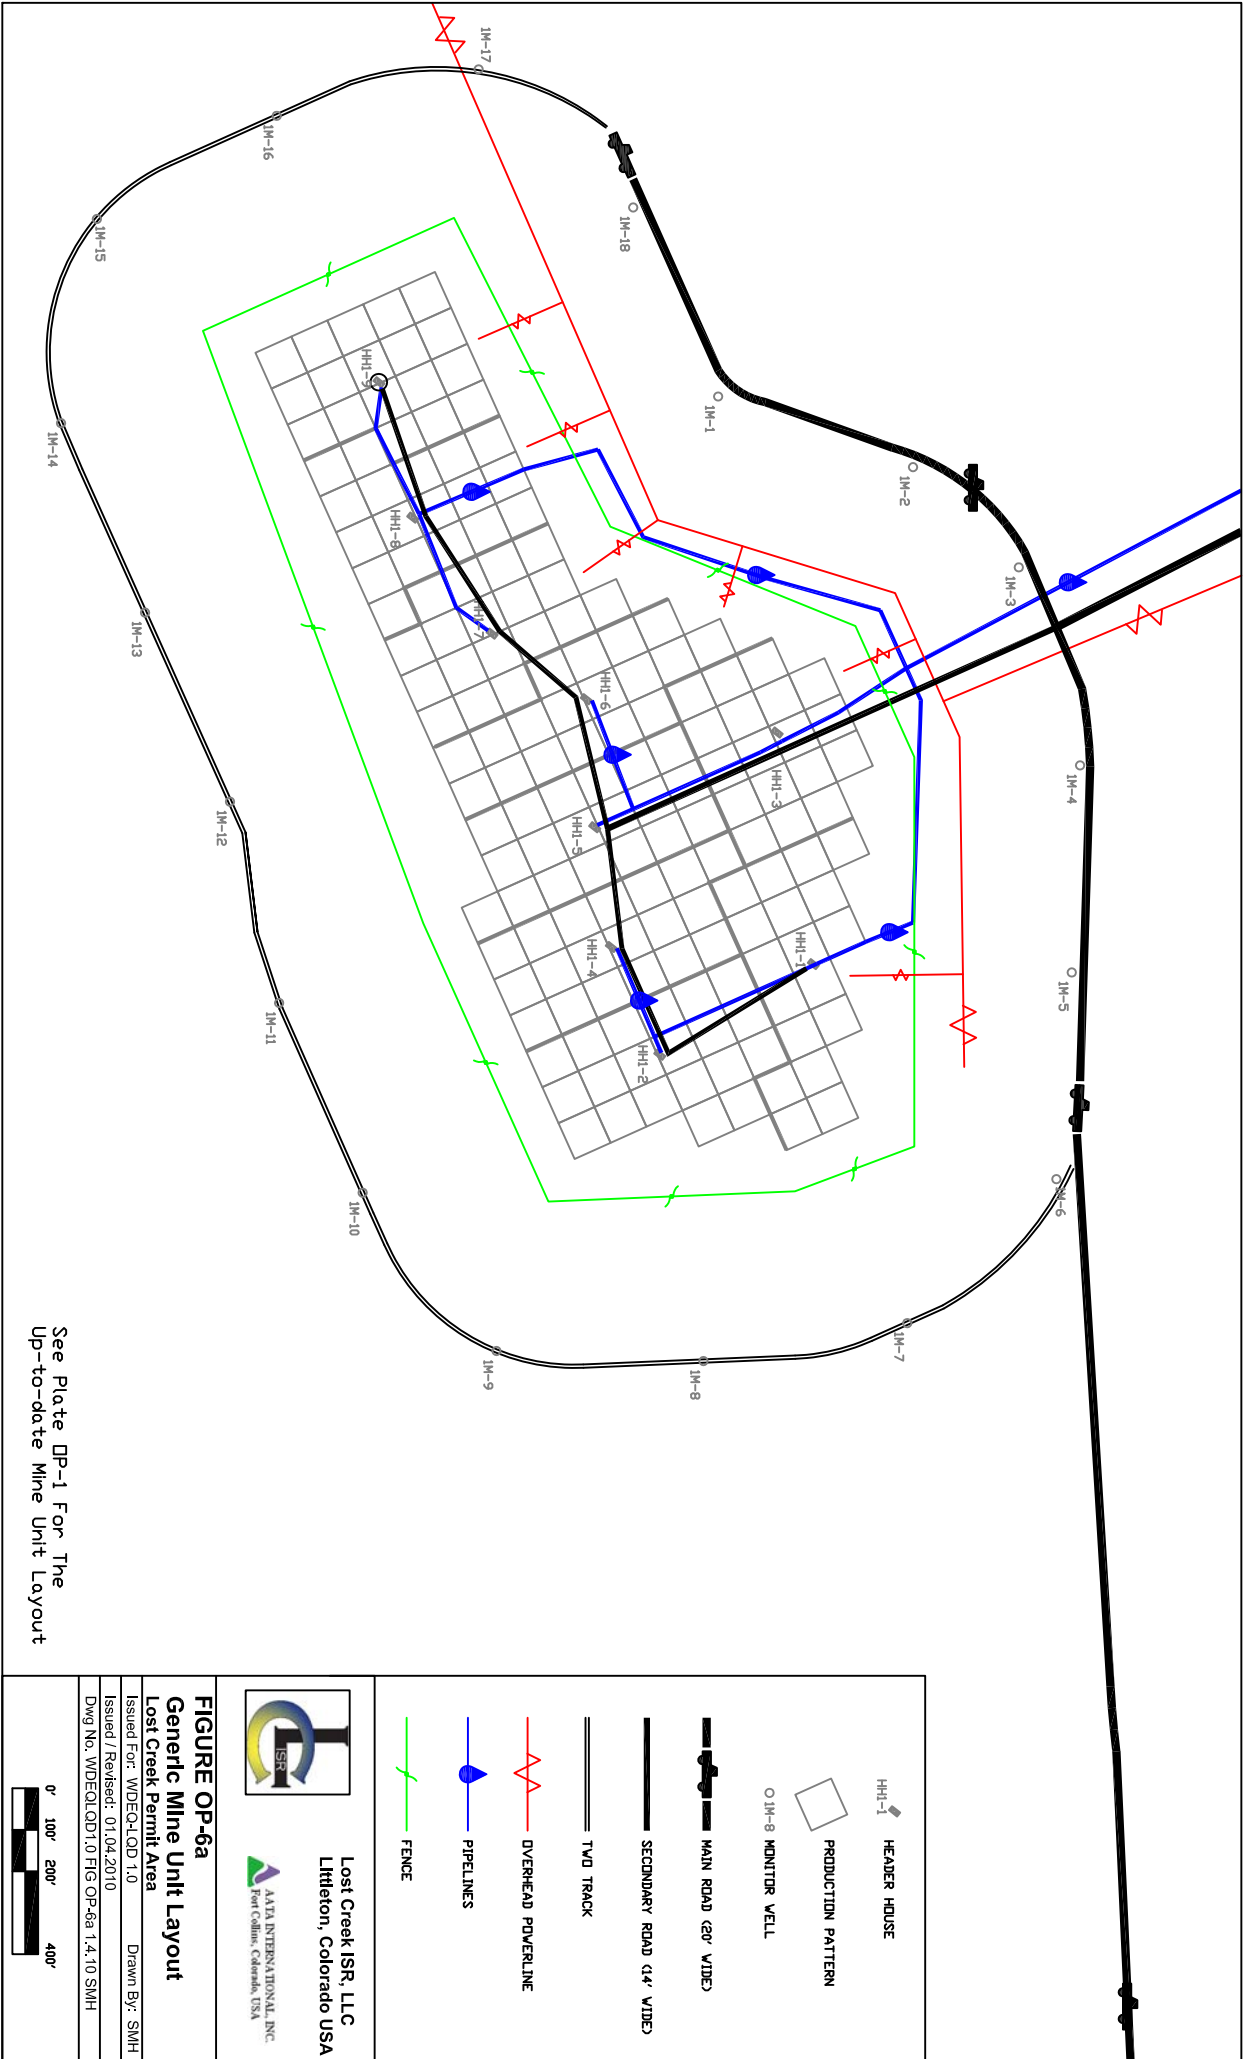 1M-17
1M-16
1M-15
1M-18
1M-1
1M-2
1M-3
1M-4
1M-5
1M-6
1M-7
1M-8
1M-9
1M-10
1M-11
1M-12
1M-13
1M-14
HH1-9
HH1-8
HH1-7
HH1-6
HH1-5
HH1-3
HH1-4
HH1-1
HH1-2
See Plate OP-1 For The
Up-to-date Mine Unit Layout
HH1-1 HEADER HOUSE
PRODUCTION PATTERN
1M-8 MONITOR WELL
MAIN ROAD (20' WIDE)
SECONDARY ROAD (14' WIDE)
TWO TRACK
OVERHEAD POWERLINE
PIPELINES
FENCE
ISR
Lost Creek ISR, LLC
Littleton, Colorado USA
AATA INTERNATIONAL, INC.
Fort Collins, Colorado, USA
FIGURE OP-6a
Generic Mine Unit Layout
Lost Creek Permit Area
Issued For: WDEQ-LQD 1.0 Drawn By: SMH
Issued / Revised: 01.04.2010
Dwg No. WDEQLQD1.0 FIG OP-6a 1.4.10 SMH
0' 100' 200' 400'